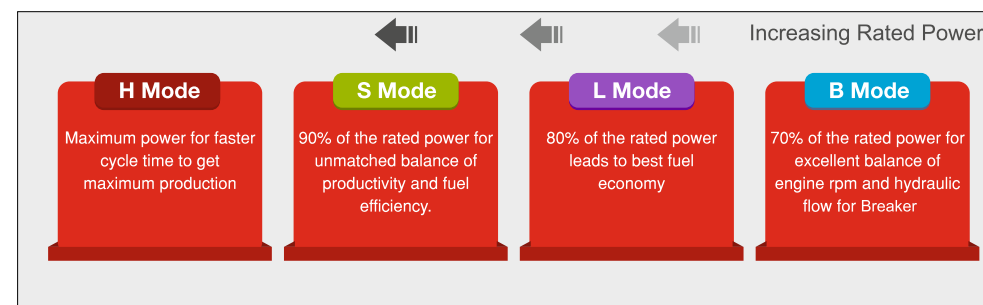 Increasing Rated Power
H Mode
Maximum power for faster
cycle time to get
maximum production
S Mode
90% of the rated power for
unmatched balance of
productivity and fuel
efficiency.
L Mode
80% of the rated power
leads to best fuel
economy
B Mode
70% of the rated power for
excellent balance of
engine rpm and hydraulic
flow for Breaker